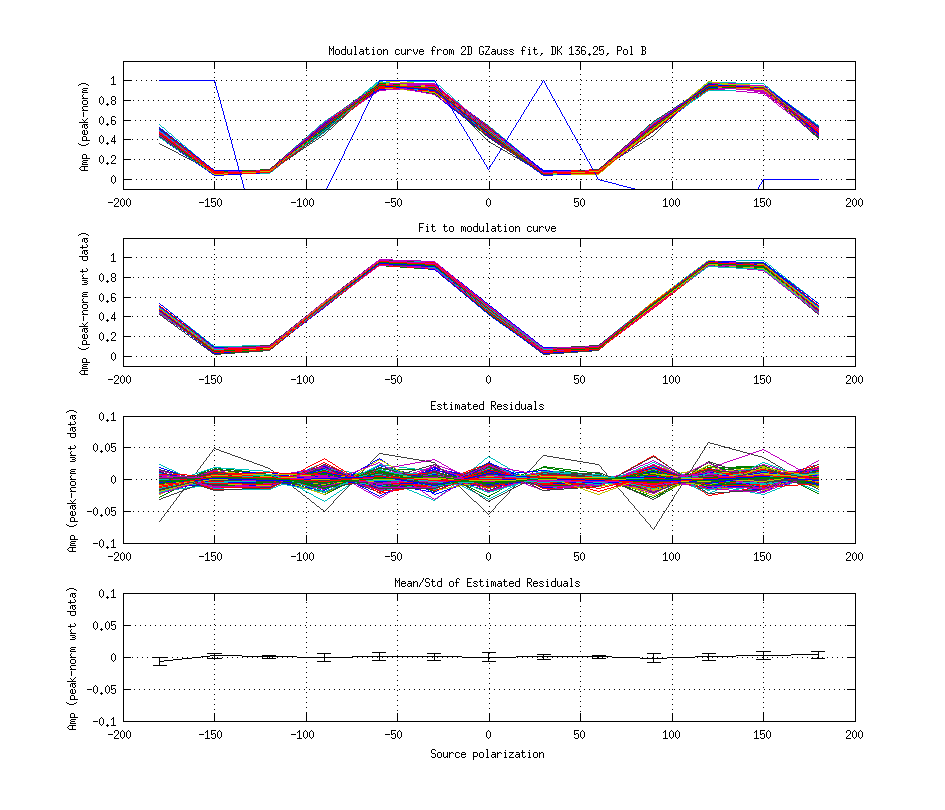 Modulation curve from 2D GZauss fit, DK 136.25, Pol B
Amp (peak-norm)
1
0.8
0.6
0.4
0.2
0
-200 -150 -100 -50 0 50 100 150 200
Fit to modulation curve
Amp (peak-norm wrt data)
1
0.8
0.6
0.4
0.2
0
-200 -150 -100 -50 0 50 100 150 200
Estimated Residuals
Amp (peak-norm wrt data)
0.1
0.05
0
-0.05
-0.1
-200 -150 -100 -50 0 50 100 150 200
Mean/Std of Estimated Residuals
Amp (peak-norm wrt data)
0.1
0.05
0
-0.05
-0.1
-200 -150 -100 -50 0 50 100 150 200
Source polarization